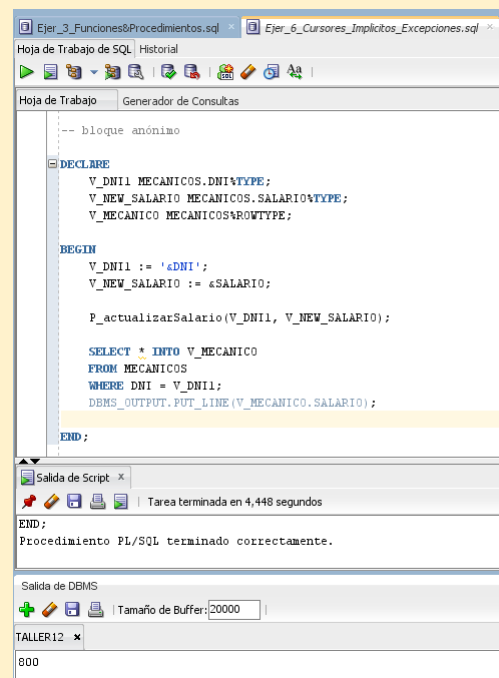 Ejer_3_Funciones&Procedimientos.sql × Ejer_6_Cursores_Implicitos_Excepciones.sql ×
Hoja de Trabajo de SQL Historial
Hoja de Trabajo Generador de Consultas
-- bloque anónimo
DECLARE
V_DNI1 MECANICOS.DNI%TYPE;
V_NEW_SALARIO MECANICOS.SALARIO%TYPE;
V_MECANICO MECANICOS%ROWTYPE;
BEGIN
V_DNI1 := '&DNI';
V_NEW_SALARIO := &SALARIO;
P_actualizarSalario(V_DNI1, V_NEW_SALARIO);
SELECT * INTO V_MECANICO
FROM MECANICOS
WHERE DNI = V_DNI1;
DBMS_OUTPUT.PUT_LINE(V_MECANICO.SALARIO);
END;
Salida de Script ×
Tarea terminada en 4,448 segundos
END;
Procedimiento PL/SQL terminado correctamente.
Salida de DBMS
Tamaño de Buffer: 20000
TALLER12 ×
800